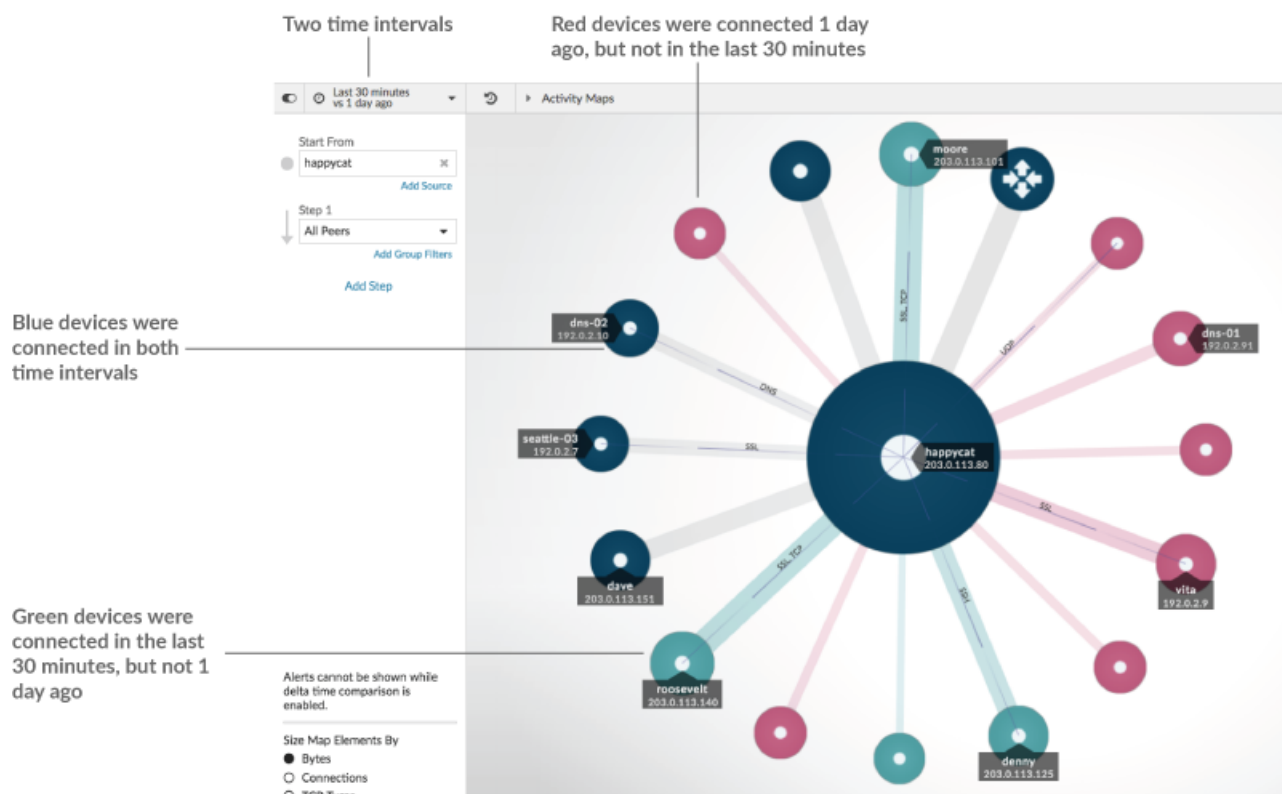 Two time intervals
Red devices were connected 1 day
ago, but not in the last 30 minutes
Last 30 minutes
vs 1 day ago
Activity Maps
Start From
happycat
Add Source
Step 1
All Peers
Add Group Filters
Add Step
Blue devices were
connected in both
time intervals
Green devices were
connected in the last
30 minutes, but not 1
day ago
Alerts cannot be shown while
delta time comparison is
enabled.
Size Map Elements By
Bytes
Connections
moore
203.0.113.101
SSL, TCP
UDP
dns-01
192.0.2.91
dns-02
192.0.2.10
DNS
seattle-03
192.0.2.7
SSL
happycat
203.0.113.80
SSL
vita
192.0.2.9
dave
203.0.113.151
SSL, TCP
SSH
roosevelt
203.0.113.140
denny
203.0.113.125